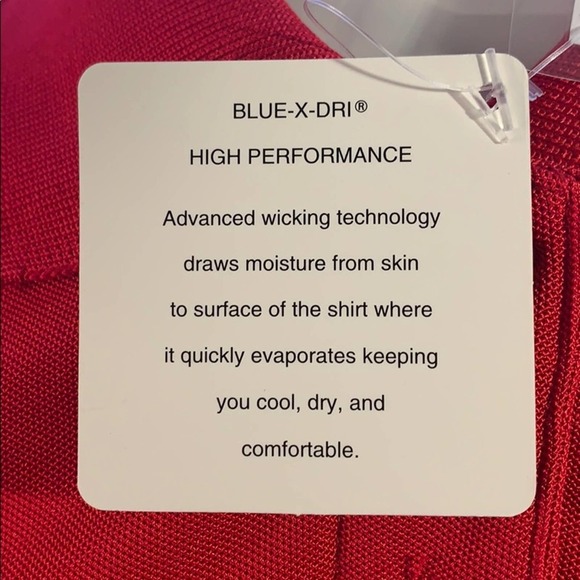 BLUE-X-DRI®
HIGH PERFORMANCE
Advanced wicking technology
draws moisture from skin
to surface of the shirt where
it quickly evaporates keeping
you cool, dry, and
comfortable.